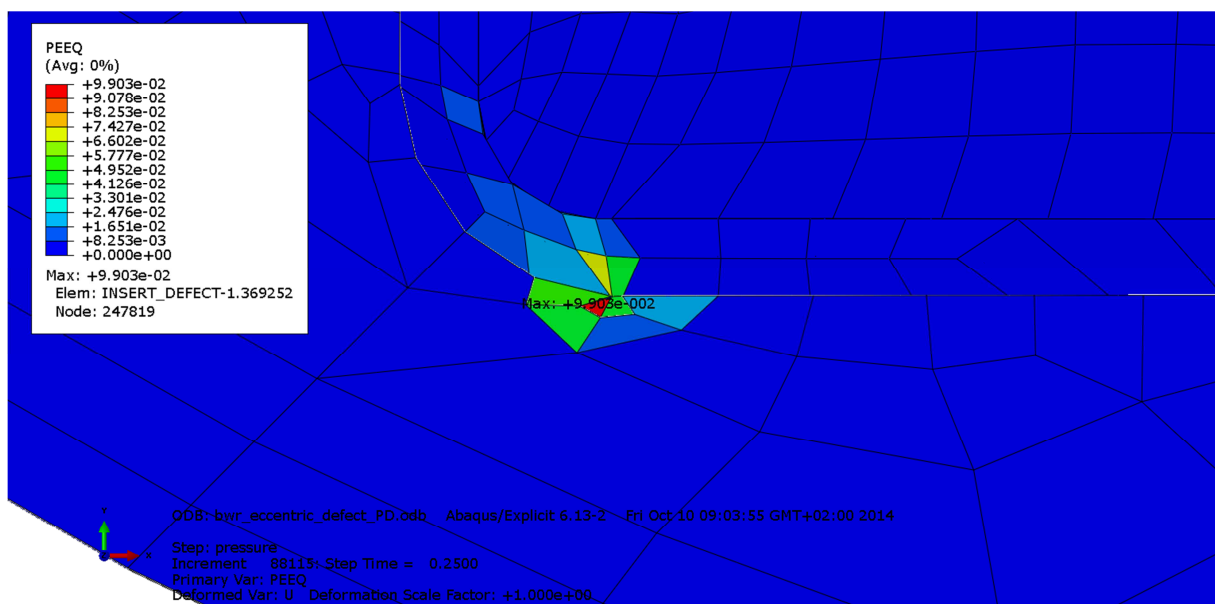 PEEQ
(Avg: 0%)
+9.903e-02
+9.078e-02
+8.253e-02
+7.427e-02
+6.602e-02
+5.777e-02
+4.952e-02
+4.126e-02
+3.301e-02
+2.476e-02
+1.651e-02
+8.253e-03
+0.000e+00
Max: +9.903e-02
Elem: INSERT_DEFECT-1.369252
Node: 247819
Max: +9.903e-002
Y
X
ODB: bwr_eccentric_defect_PD.odb Abaqus/Explicit 6.13-2 Fri Oct 10 09:03:55 GMT+02:00 2014
Step: pressure
Increment 88115: Step Time = 0.2500
Primary Var: PEEQ
Deformed Var: U Deformation Scale Factor: +1.000e+00